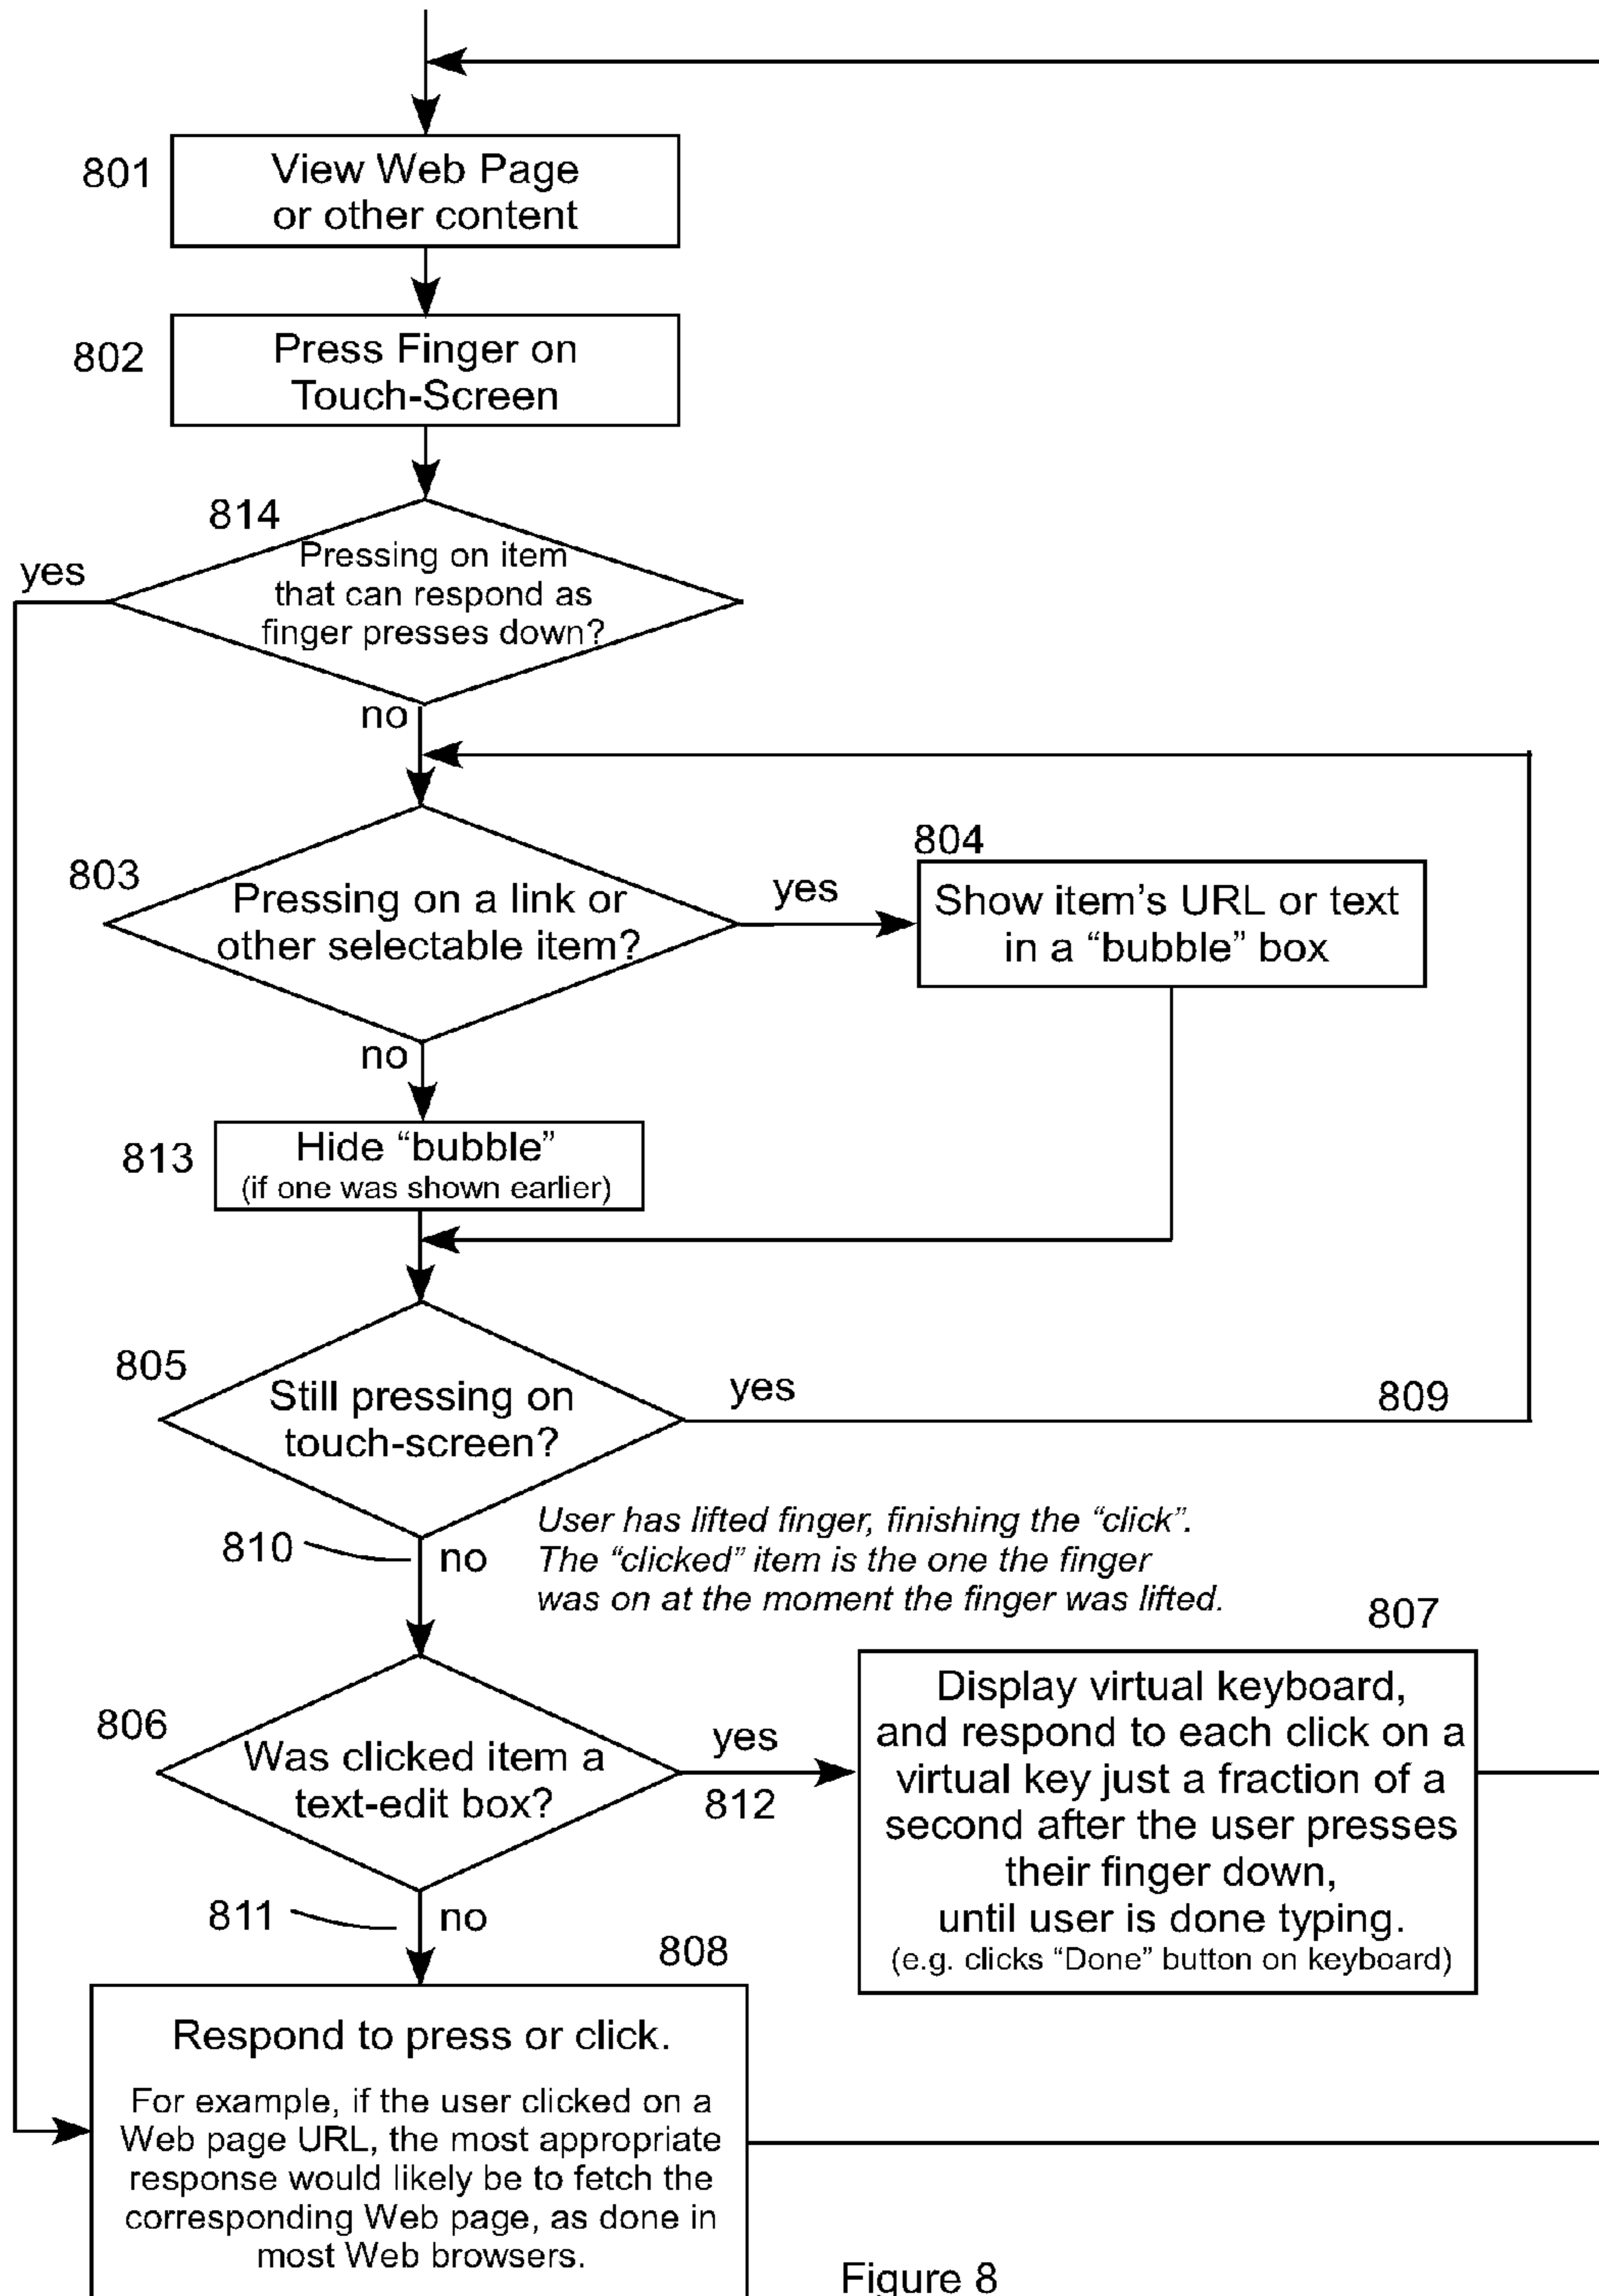 801
View Web Page
or other content
802
Press Finger on
Touch-Screen
814
Pressing on item
that can respond as
finger presses down?
yes
no
803
Pressing on a link or
other selectable item?
yes
804
Show item's URL or text
in a “bubble” box
no
813
Hide “bubble”
(if one was shown earlier)
805
Still pressing on
touch-screen?
yes
809
810
no
User has lifted finger, finishing the “click”.
The “clicked” item is the one the finger
was on at the moment the finger was lifted.
806
Was clicked item a
text-edit box?
yes
812
807
Display virtual keyboard,
and respond to each click on a
virtual key just a fraction of a
second after the user presses
their finger down,
until user is done typing.
(e.g. clicks “Done” button on keyboard)
811
no
808
Respond to press or click.
For example, if the user clicked on a
Web page URL, the most appropriate
response would likely be to fetch the
corresponding Web page, as done in
most Web browsers.
Figure 8